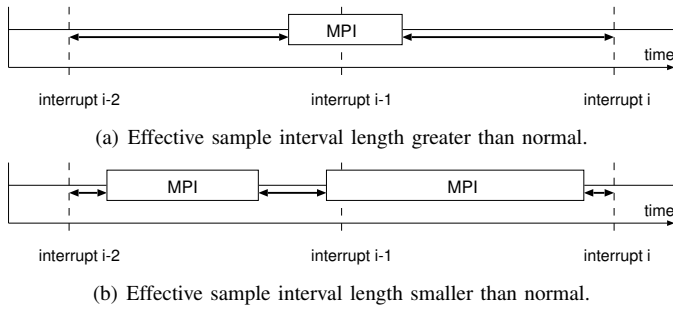 MPI
time
interrupt i-2 interrupt i-1 interrupt i
(a) Effective sample interval length greater than normal.
MPI MPI
time
interrupt i-2 interrupt i-1 interrupt i
(b) Effective sample interval length smaller than normal.